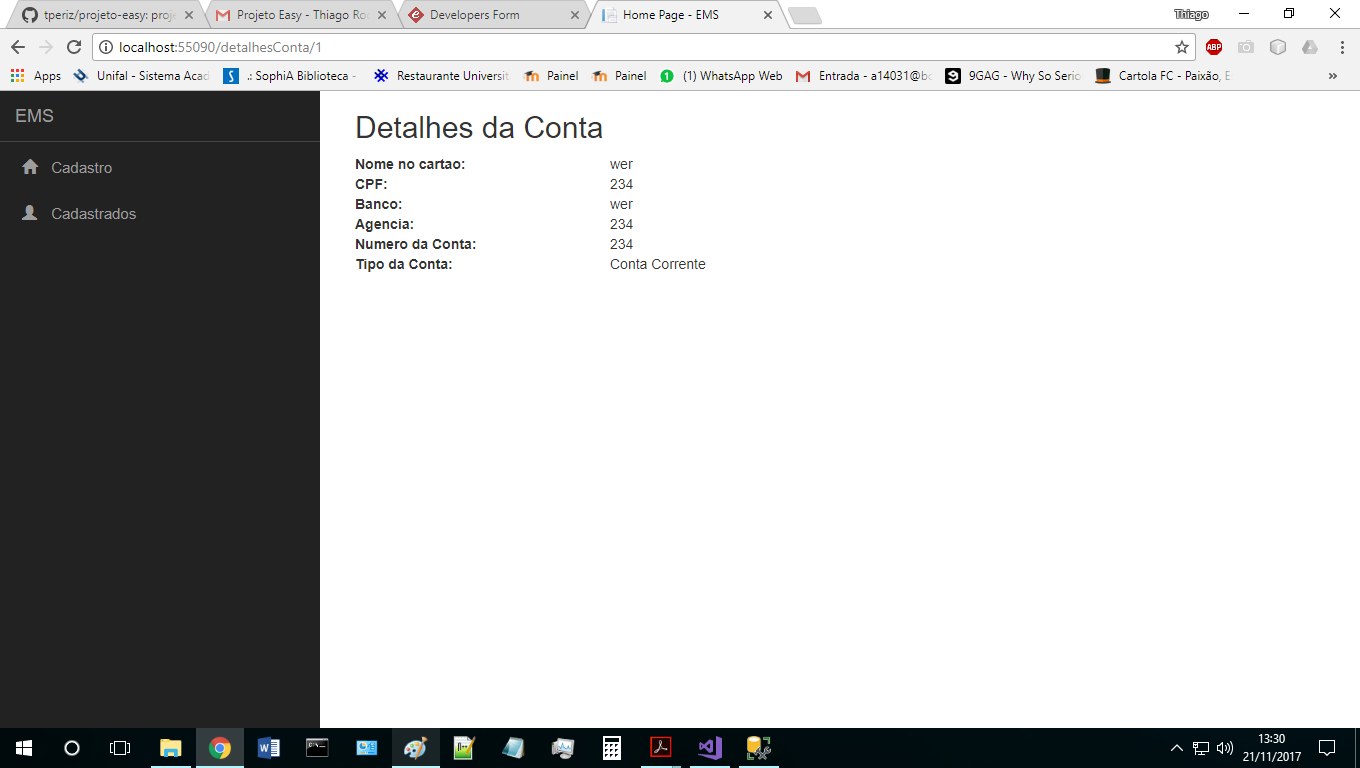 tperiz/projeto-easy: proje
Projeto Easy - Thiago Ro
Developers Form
Home Page - EMS
Thiago
localhost:55090/detalhesConta/1
ABP
Apps
Unifal - Sistema Acad
.: SophiA Biblioteca -
Restaurante Universit
Painel
Painel
(1) WhatsApp Web
Entrada - a14031@bc
9GAG - Why So Serio
Cartola FC - Paixão, E
EMS
Cadastro
Cadastrados
Detalhes da Conta
Nome no cartao: wer
CPF: 234
Banco: wer
Agencia: 234
Numero da Conta: 234
Tipo da Conta: Conta Corrente
13:30
21/11/2017